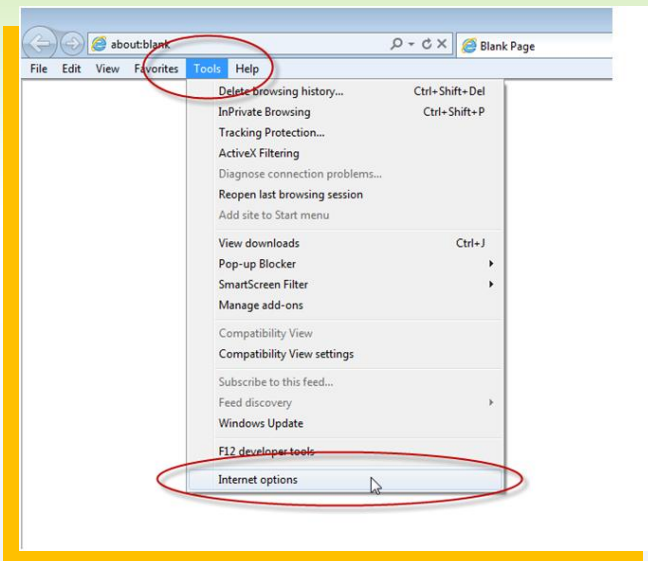 about:blank
Blank Page
File Edit View Favorites Tools Help
Delete browsing history... Ctrl+Shift+Del
InPrivate Browsing Ctrl+Shift+P
Tracking Protection...
ActiveX Filtering
Diagnose connection problems...
Reopen last browsing session
Add site to Start menu
View downloads Ctrl+J
Pop-up Blocker
SmartScreen Filter
Manage add-ons
Compatibility View
Compatibility View settings
Subscribe to this feed...
Feed discovery
Windows Update
F12 developer tools
Internet options